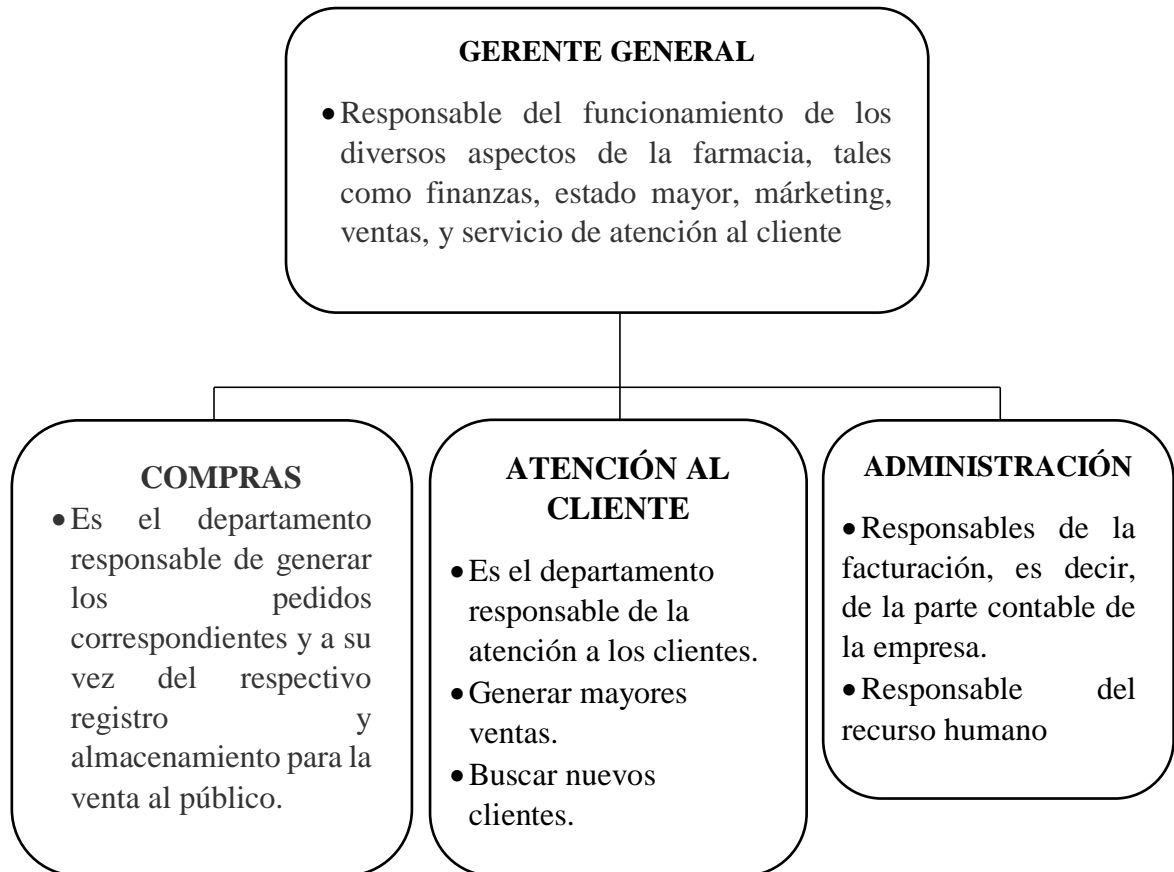 GERENTE GENERAL
• Responsable del funcionamiento de los
diversos aspectos de la farmacia, tales
como finanzas, estado mayor, márketing,
ventas, y servicio de atención al cliente
COMPRAS
• Es el departamento
responsable de generar
los pedidos
correspondientes y a su
vez del respectivo
registro y
almacenamiento para la
venta al público.
ATENCIÓN AL
CLIENTE
• Es el departamento
responsable de la
atención a los clientes.
• Generar mayores
ventas.
• Buscar nuevos
clientes.
ADMINISTRACIÓN
• Responsables de la
facturación, es decir,
de la parte contable de
la empresa.
• Responsable del
recurso humano